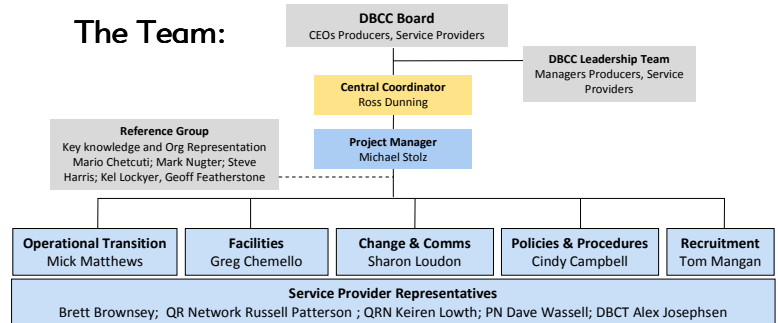 The Team:
DBCC Board
CEOs Producers, Service Providers
DBCC Leadership Team
Managers Producers, Service
Providers
Central Coordinator
Ross Dunning
Reference Group
Key knowledge and Org Representation
Mario Chetcuti; Mark Nugter; Steve
Harris; Kel Lockyer, Geoff Featherstone
Project Manager
Michael Stolz
Operational Transition
Mick Matthews
Facilities
Greg Chemello
Change & Comms
Sharon Loudon
Policies & Procedures
Cindy Campbell
Recruitment
Tom Mangan
Service Provider Representatives
Brett Brownsey; QR Network Russell Patterson ; QRN Keiren Lowth; PN Dave Wassell; DBCT Alex Josephsen